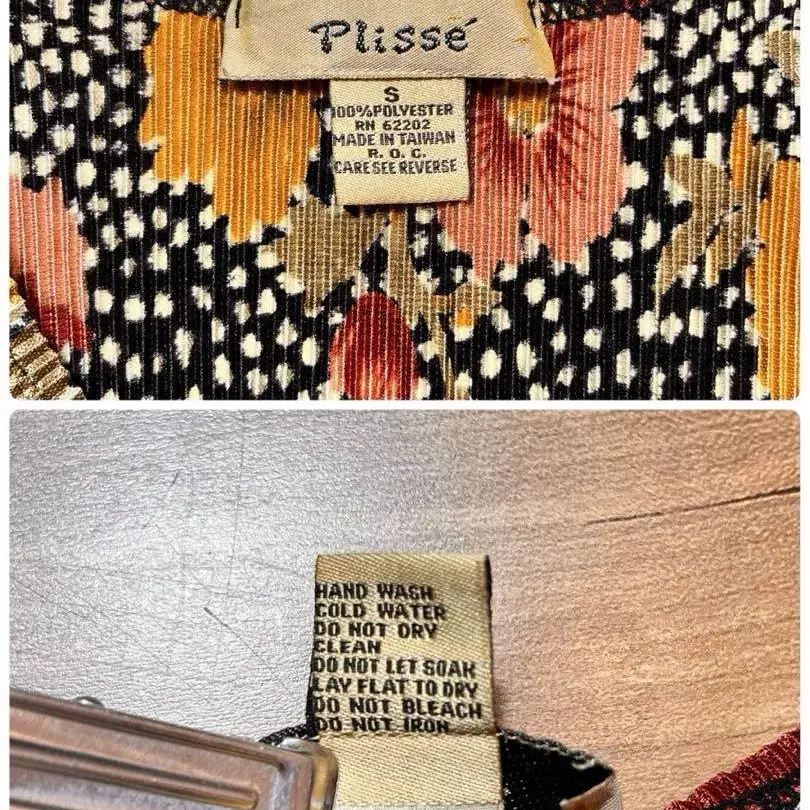 Plissé
S
100%POLYESTER
RN 62202
MADE IN TAIWAN
R. O. C.
CARE SEE REVERSE
HAND WASH
COLD WATER
DO NOT DRY
CLEAN
DO NOT LET SOAK
LAY FLAT TO DRY
DO NOT BLEACH
DO NOT IRON